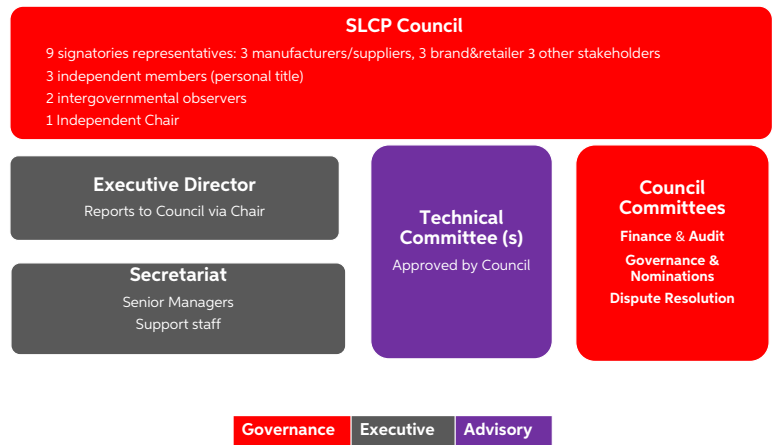 SLCP Council
9 signatories representatives: 3 manufacturers/suppliers, 3 brand&retailer 3 other stakeholders
3 independent members (personal title)
2 intergovernmental observers
1 Independent Chair
Executive Director
Reports to Council via Chair
Secretariat
Senior Managers
Support staff
Technical
Committee (s)
Approved by Council
Council
Committees
Finance & Audit
Governance &
Nominations
Dispute Resolution
Governance Executive Advisory